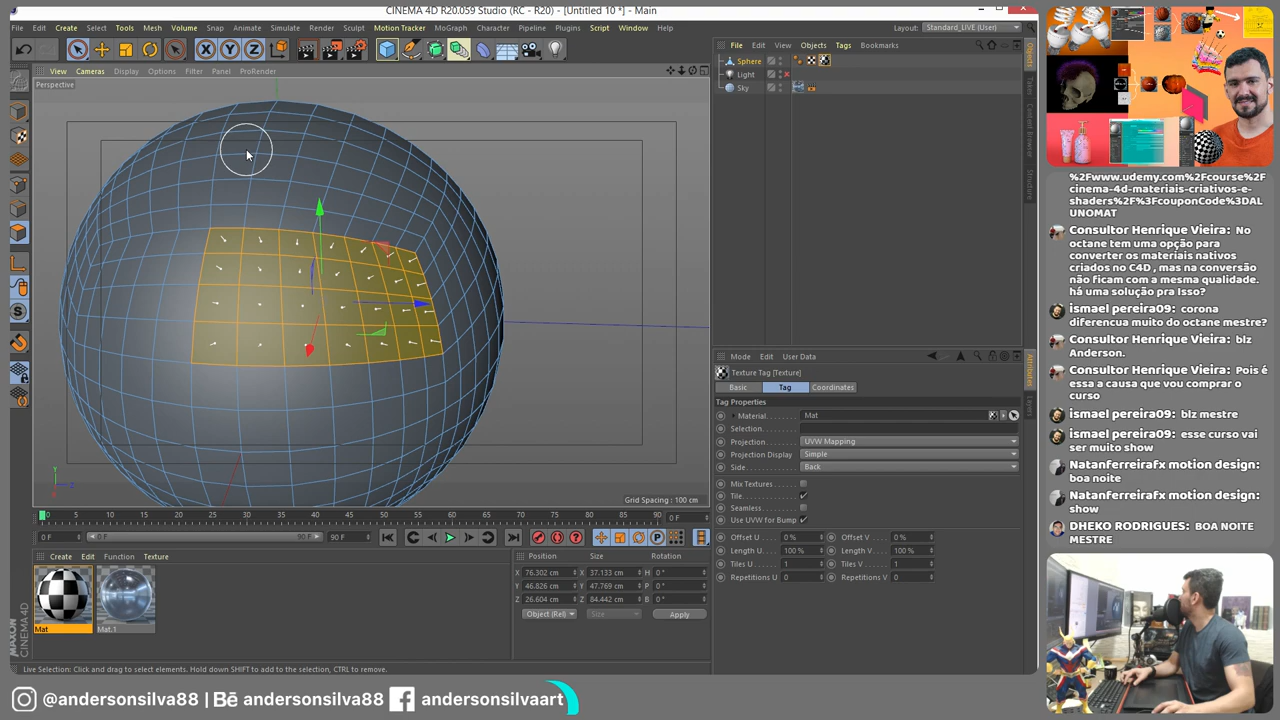 CINEMA 4D R20.059 Studio (RC - R20) - [Untitled 10 *] - Main
File Edit Create Select Tools Mesh Volume Snap Animate Simulate Render Sculpt Motion Tracker MoGraph Character Pipeline Plugins Script Window Help Layout: Standard_LIVE (User)
X Y Z
File Edit View Objects Tags Bookmarks
View Cameras Display Options Filter Panel ProRender
Perspective
Sphere
Light
Sky
Objects
Takes
Content Browser
Structure
Mode Edit User Data
Texture Tag [Texture]
Basic Tag Coordinates
Tag Properties
Material Mat
Selection
Projection UVW Mapping
Projection Display Simple
Side Back
Mix Textures
Tile
Seamless
Use UVW for Bump
Offset U 0 % Offset V 0 %
Length U 100 % Length V 100 %
Tiles U 1 Tiles V 1
Repetitions U 0 Repetitions V 0
Attributes
Layers
Grid Spacing : 100 cm
0 5 10 15 20 25 30 35 40 45 50 55 60 65 70 75 80 85 90 0 F
0 F 0 F 90 F 90 F
Create Edit Function Texture
Mat Mat.1
Position Size Rotation
X 76.302 cm X 37.133 cm H 0 °
Y 46.826 cm Y 47.769 cm P 0 °
Z 26.604 cm Z 84.442 cm B 0 °
Object (Rel) Size Apply
MAXON CINEMA 4D
Live Selection: Click and drag to select elements. Hold down SHIFT to add to the selection, CTRL to remove.
%2Fwww.udemy.com%2Fcourse%2F
cinema-4d-materiais-criativos-e-
shaders%2F%3FcouponCode%3DAL
UNOMAT
Consultor Henrique Vieira: No
octane tem uma opção para
converter os materiais nativos
criados no C4D , mas na conversão
não ficam com a mesma qualidade.
há uma solução pra Isso?
ismael pereira09: corona
diferencua muito do octane mestre?
Consultor Henrique Vieira: blz
Anderson.
Consultor Henrique Vieira: Pois é
essa a causa que vou comprar o
curso
ismael pereira09: blz mestre
ismael pereira09: esse curso vai
ser muito show
Natanferreirafx motion design:
boa noite
Natanferreirafx motion design:
show
DHEKO RODRIGUES: BOA NOITE
MESTRE
@andersonsilva88 | Bē andersonsilva88 f andersonsilvaart